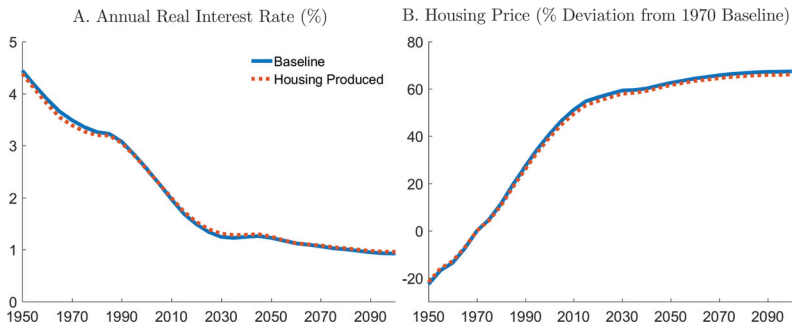 A. Annual Real Interest Rate (%)
5
4
3
2
1
0
1950 1970 1990 2010 2030 2050 2070 2090
Baseline
Housing Produced
B. Housing Price (% Deviation from 1970 Baseline)
80
60
40
20
0
-20
1950 1970 1990 2010 2030 2050 2070 2090